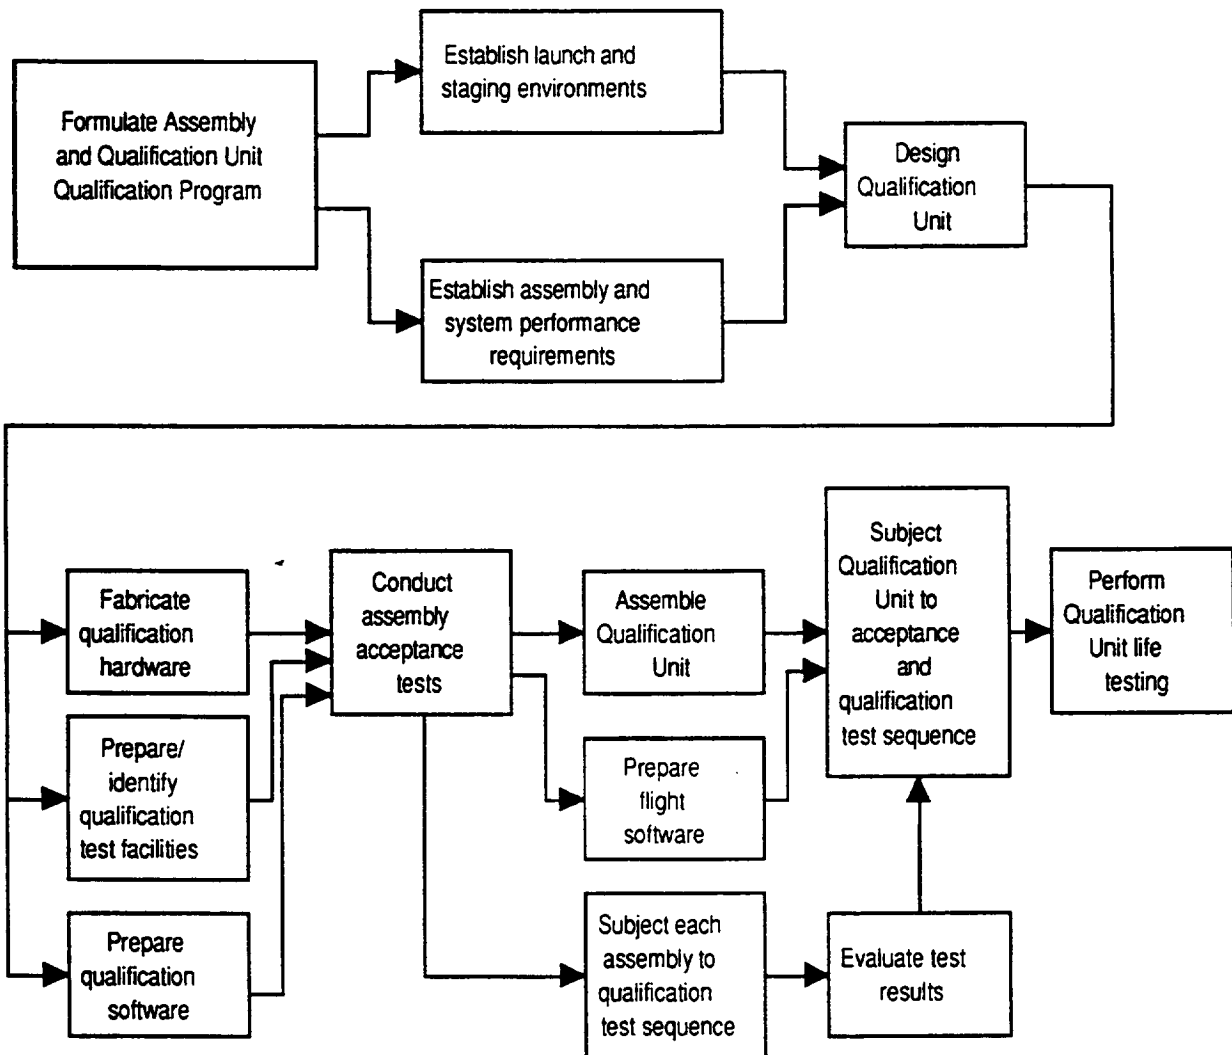 Formulate Assembly
and Qualification Unit
Qualification Program
Establish launch and
staging environments
Establish assembly and
system performance
requirements
Design
Qualification
Unit
Fabricate
qualification
hardware
Prepare/
identify
qualification
test facilities
Prepare
qualification
software
Conduct
assembly
acceptance
tests
Assemble
Qualification
Unit
Prepare
flight
software
Subject each
assembly to
qualification
test sequence
Evaluate test
results
Subject
Qualification
Unit to
acceptance
and
qualification
test sequence
Perform
Qualification
Unit life
testing